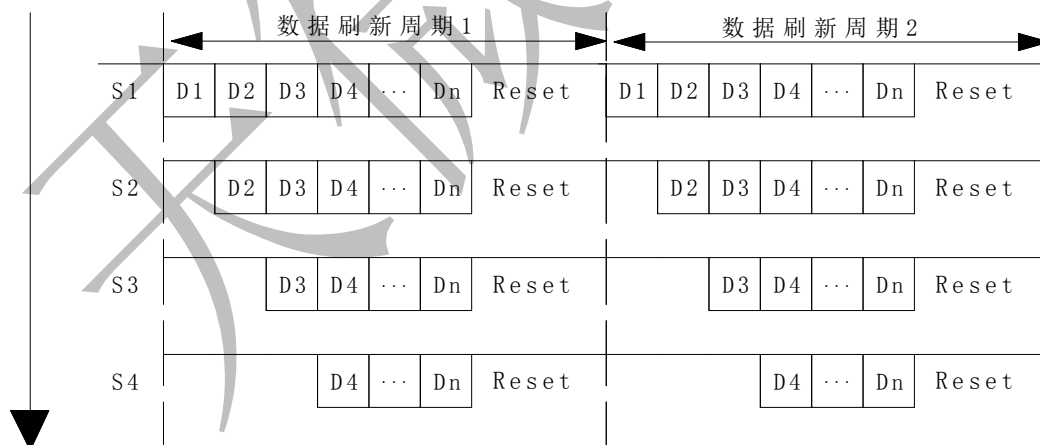 数据刷新周期1 数据刷新周期2
S1 D1 D2 D3 D4 ··· Dn Reset D1 D2 D3 D4 ··· Dn Reset
S2 D2 D3 D4 ··· Dn Reset D2 D3 D4 ··· Dn Reset
S3 D3 D4 ··· Dn Reset D3 D4 ··· Dn Reset
S4 D4 ··· Dn Reset D4 ··· Dn Reset